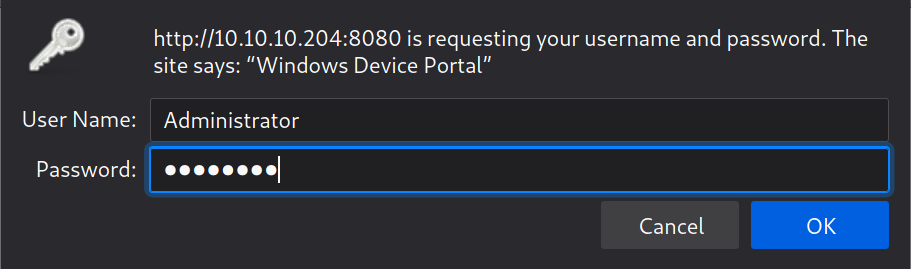 http://10.10.10.204:8080 is requesting your username and password. The
site says: “Windows Device Portal”
User Name: Administrator
Password: ●●●●●●●●
Cancel OK